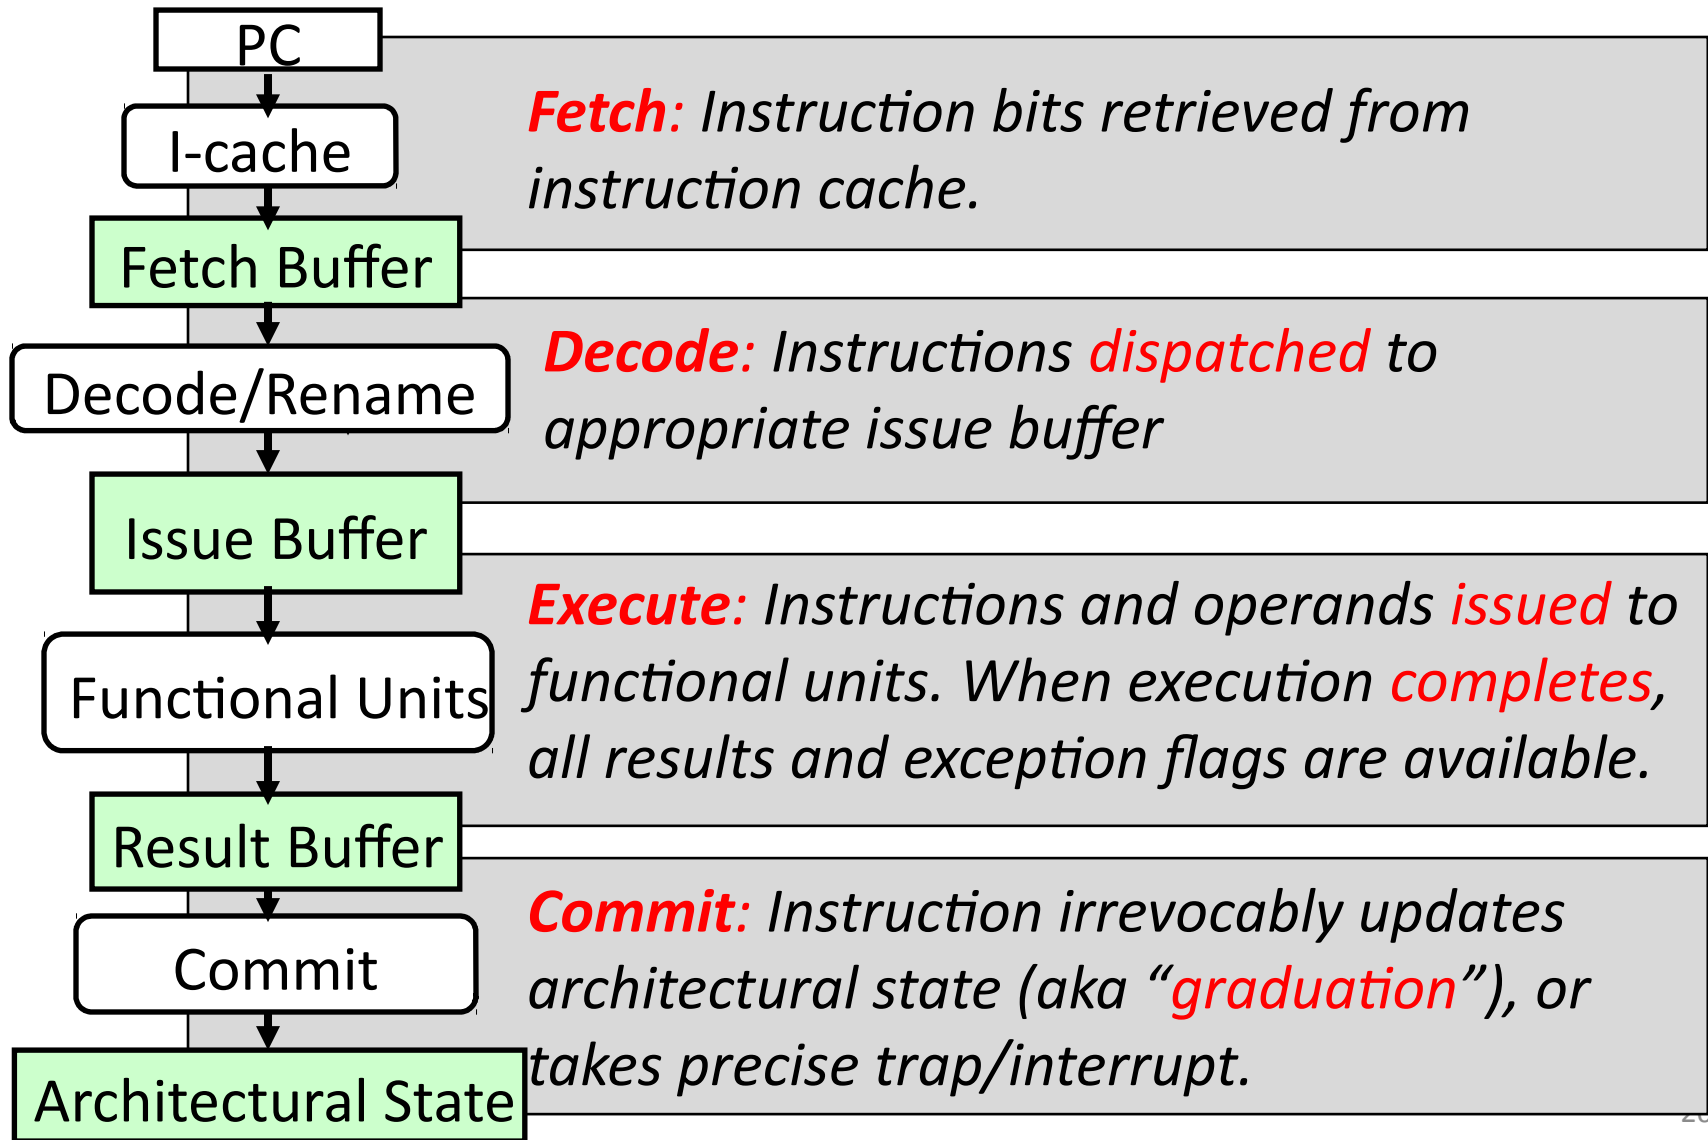 PC
I-cache
Fetch Buffer
Decode/Rename
Issue Buffer
Functional Units
Result Buffer
Commit
Architectural State
Fetch: Instruction bits retrieved from
instruction cache.
Decode: Instructions dispatched to
appropriate issue buffer
Execute: Instructions and operands issued to
functional units. When execution completes,
all results and exception flags are available.
Commit: Instruction irrevocably updates
architectural state (aka “graduation”), or
takes precise trap/interrupt.